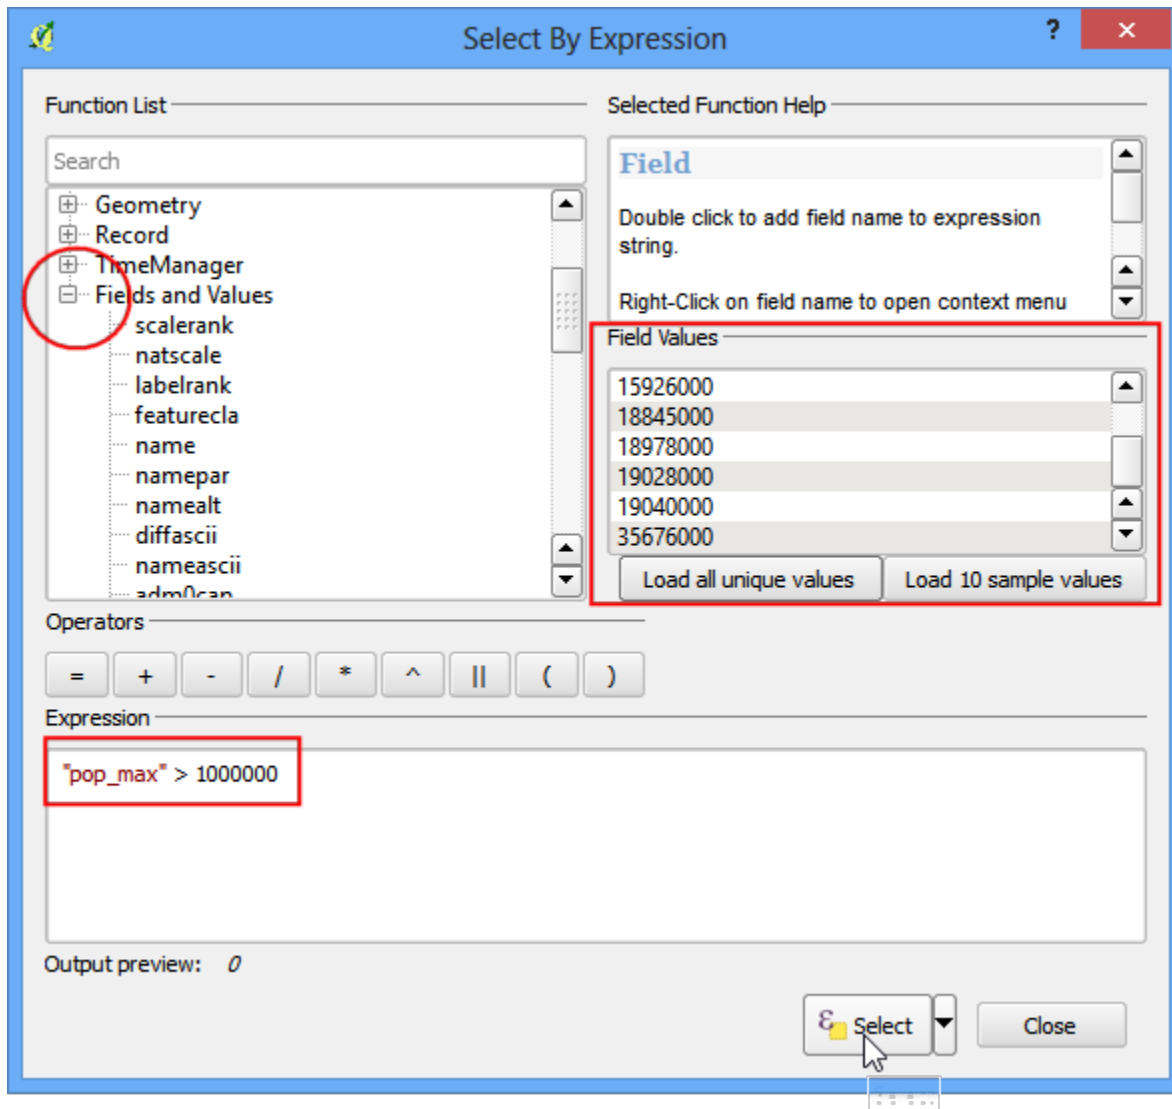 Select By Expression
?
×
Function List
Search
Geometry
Record
TimeManager
Fields and Values
scalerank
natscale
labelrank
featurecla
name
namepar
namealt
diffascii
nameascii
Selected Function Help
Field
Double click to add field name to expression
string.
Right-Click on field name to open context menu
Field Values
15926000
18845000
18978000
19028000
19040000
35676000
Load all unique values Load 10 sample values
Operators
= + - / * ^ || ( )
Expression
"pop_max" > 1000000
Output preview: 0
ε Select Close